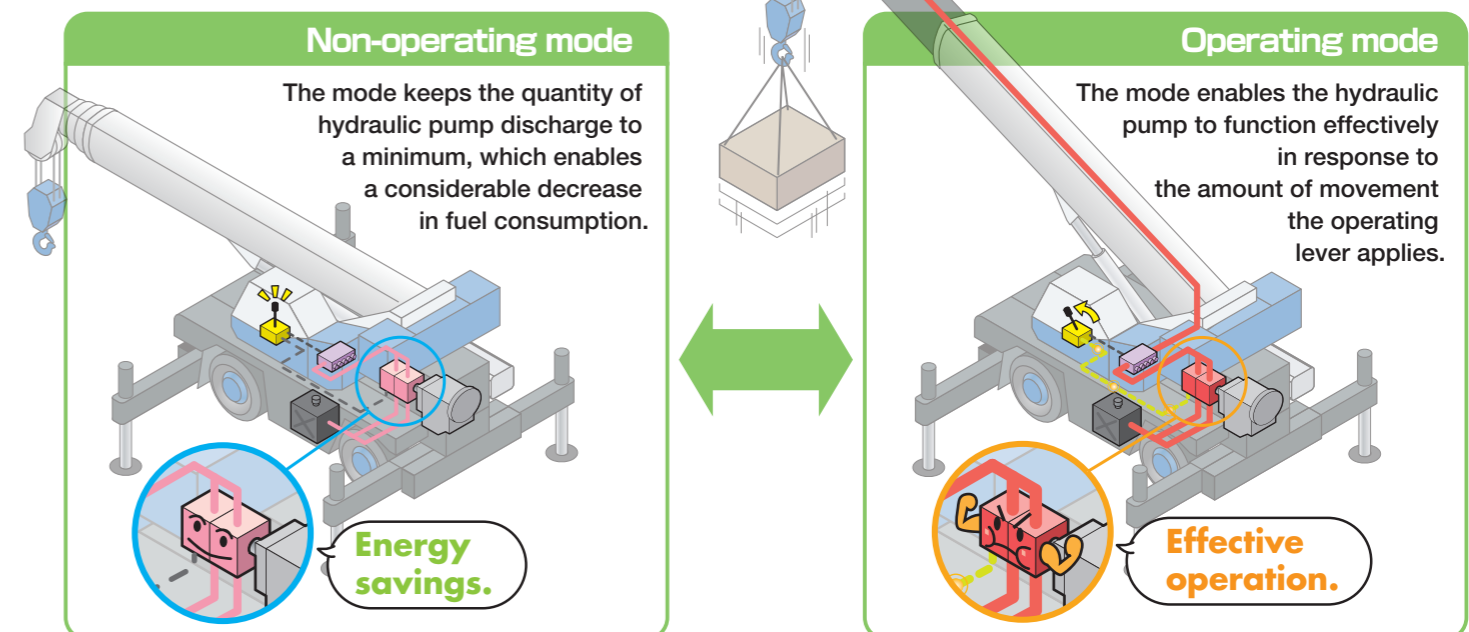 Non-operating mode
The mode keeps the quantity of
hydraulic pump discharge to
a minimum, which enables
a considerable decrease
in fuel consumption.
Energy
savings.
Operating mode
The mode enables the hydraulic
pump to function effectively
in response to
the amount of movement
the operating
lever applies.
Effective
operation.